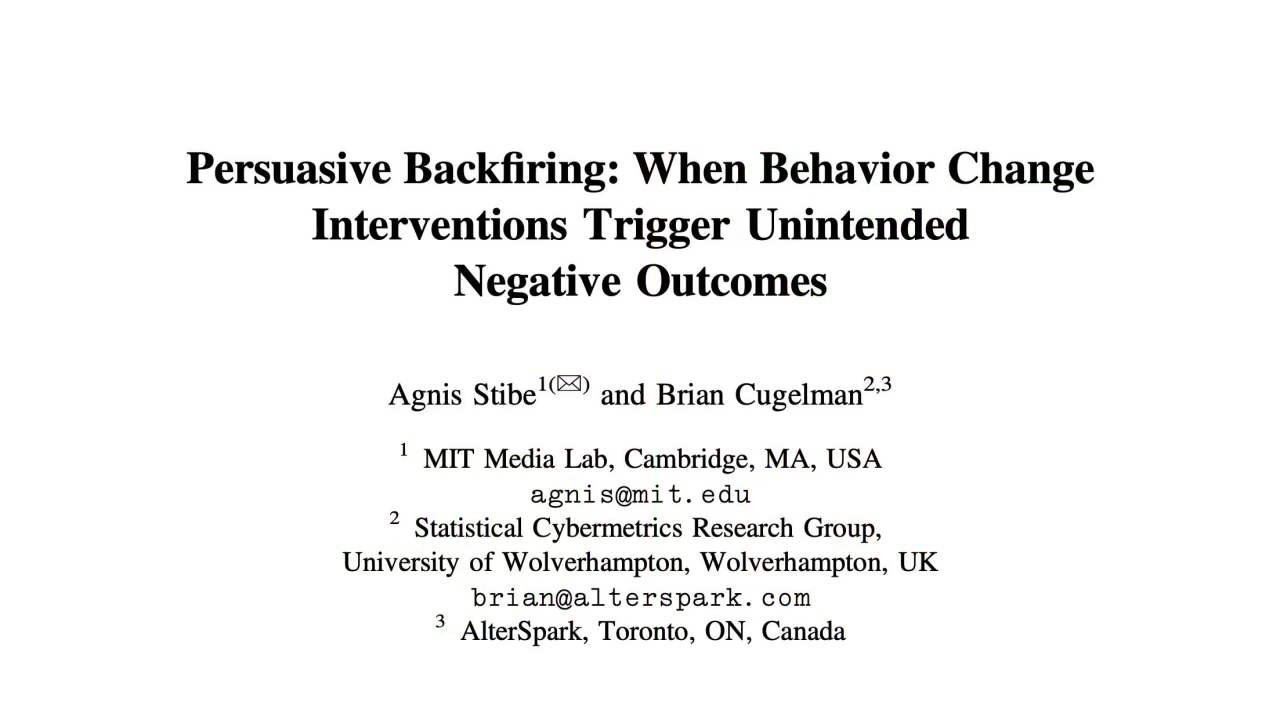 Persuasive Backfiring: When Behavior Change
Interventions Trigger Unintended
Negative Outcomes
Agnis Stibe1(✉) and Brian Cugelman2,3
1 MIT Media Lab, Cambridge, MA, USA
agnis@mit.edu
2 Statistical Cybermetrics Research Group,
University of Wolverhampton, Wolverhampton, UK
brian@alterspark.com
3 AlterSpark, Toronto, ON, Canada